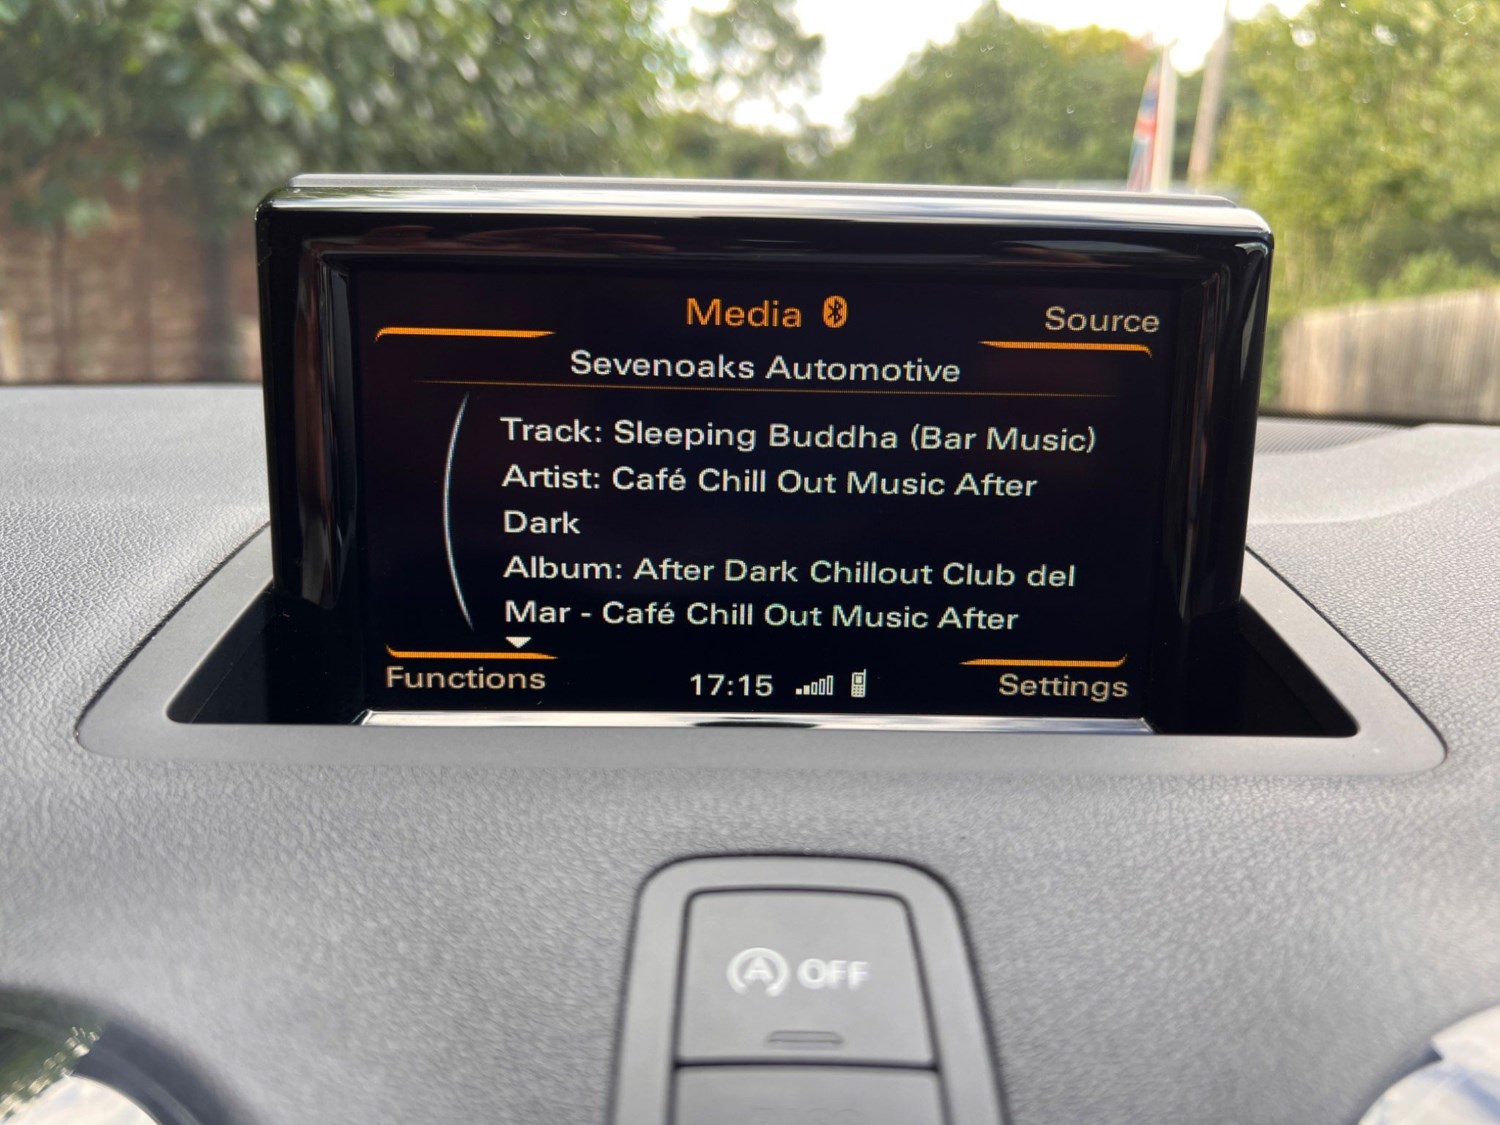 Media
Source
Sevenoaks Automotive
Track: Sleeping Buddha (Bar Music)
Artist: Café Chill Out Music After
Dark
Album: After Dark Chillout Club del
Mar - Café Chill Out Music After
Functions
17:15
Settings
A OFF